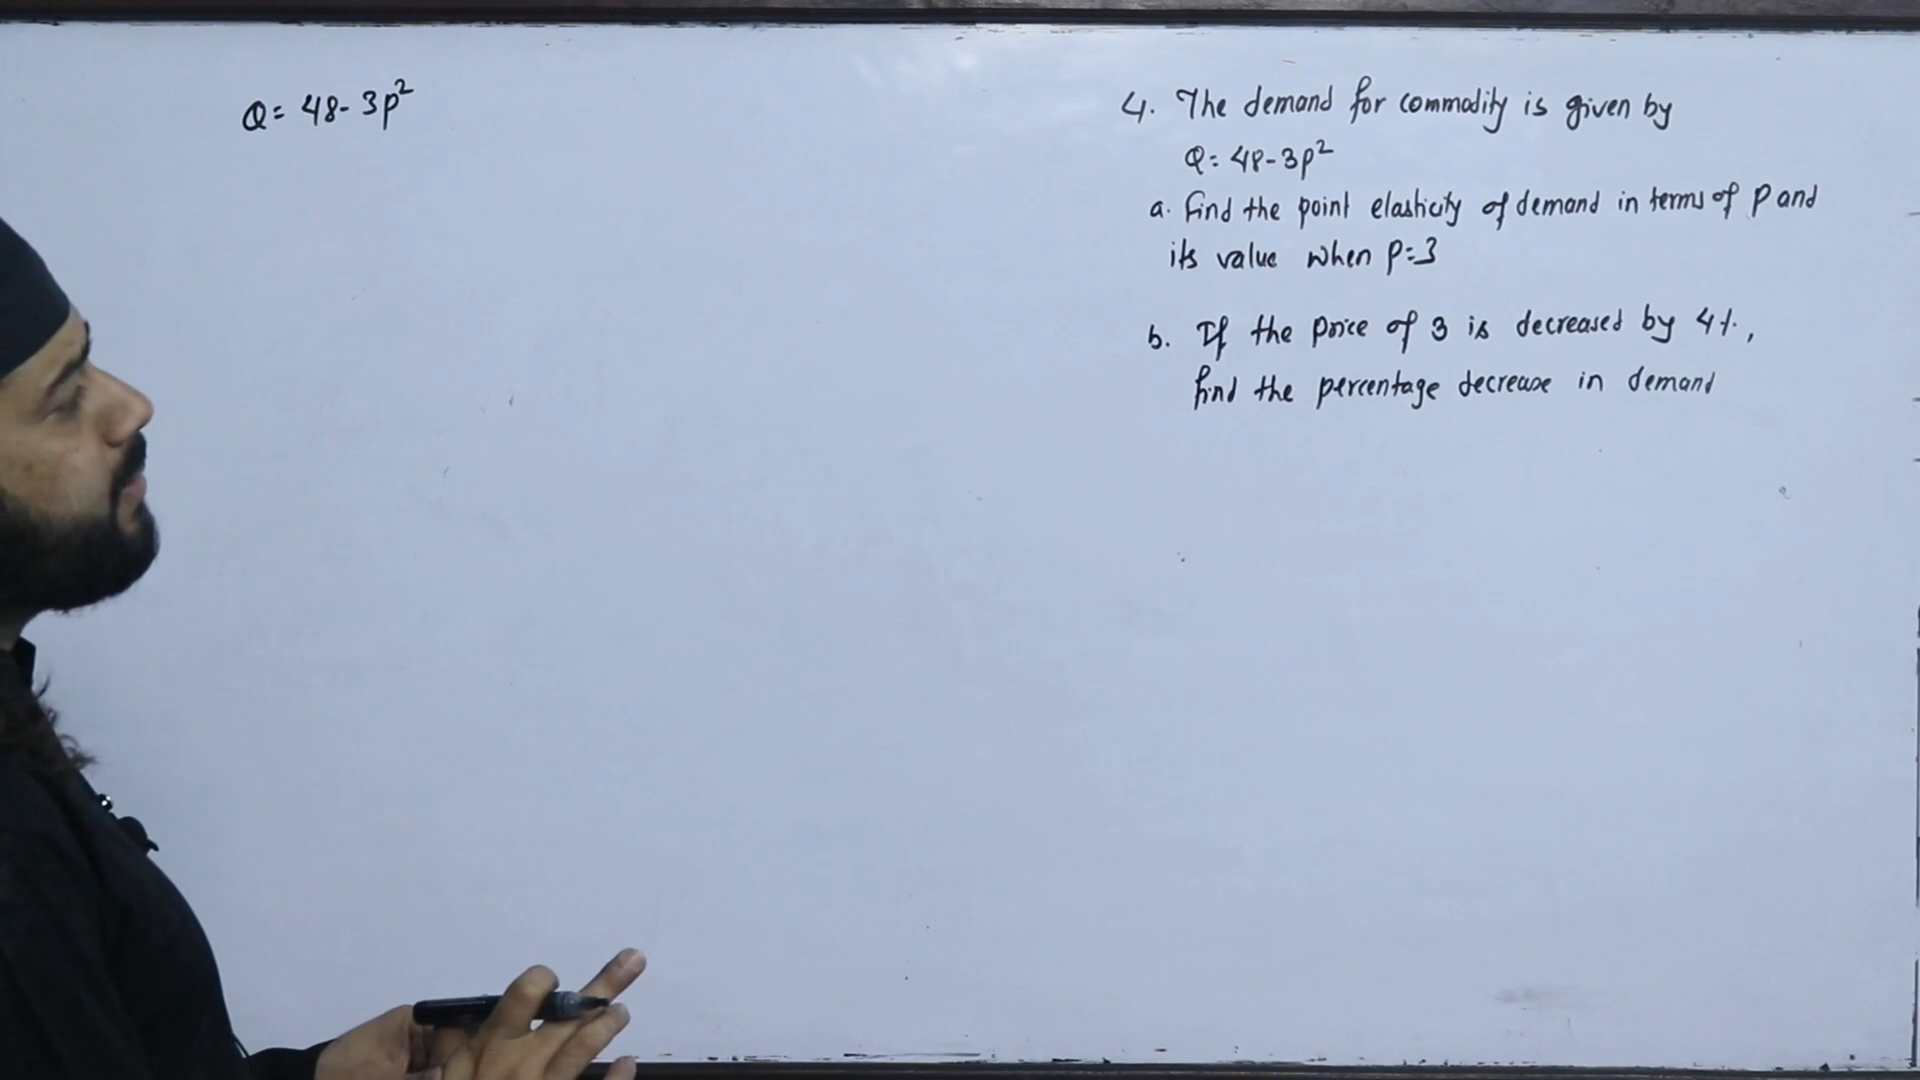 Q = 48 - 3p²
4. The demand for commodity is given by
Q = 48 - 3p²
a. find the point elasticity of demand in terms of P and
its value when p = 3
b. If the price of 3 is decreased by 4%,
find the percentage decrease in demand